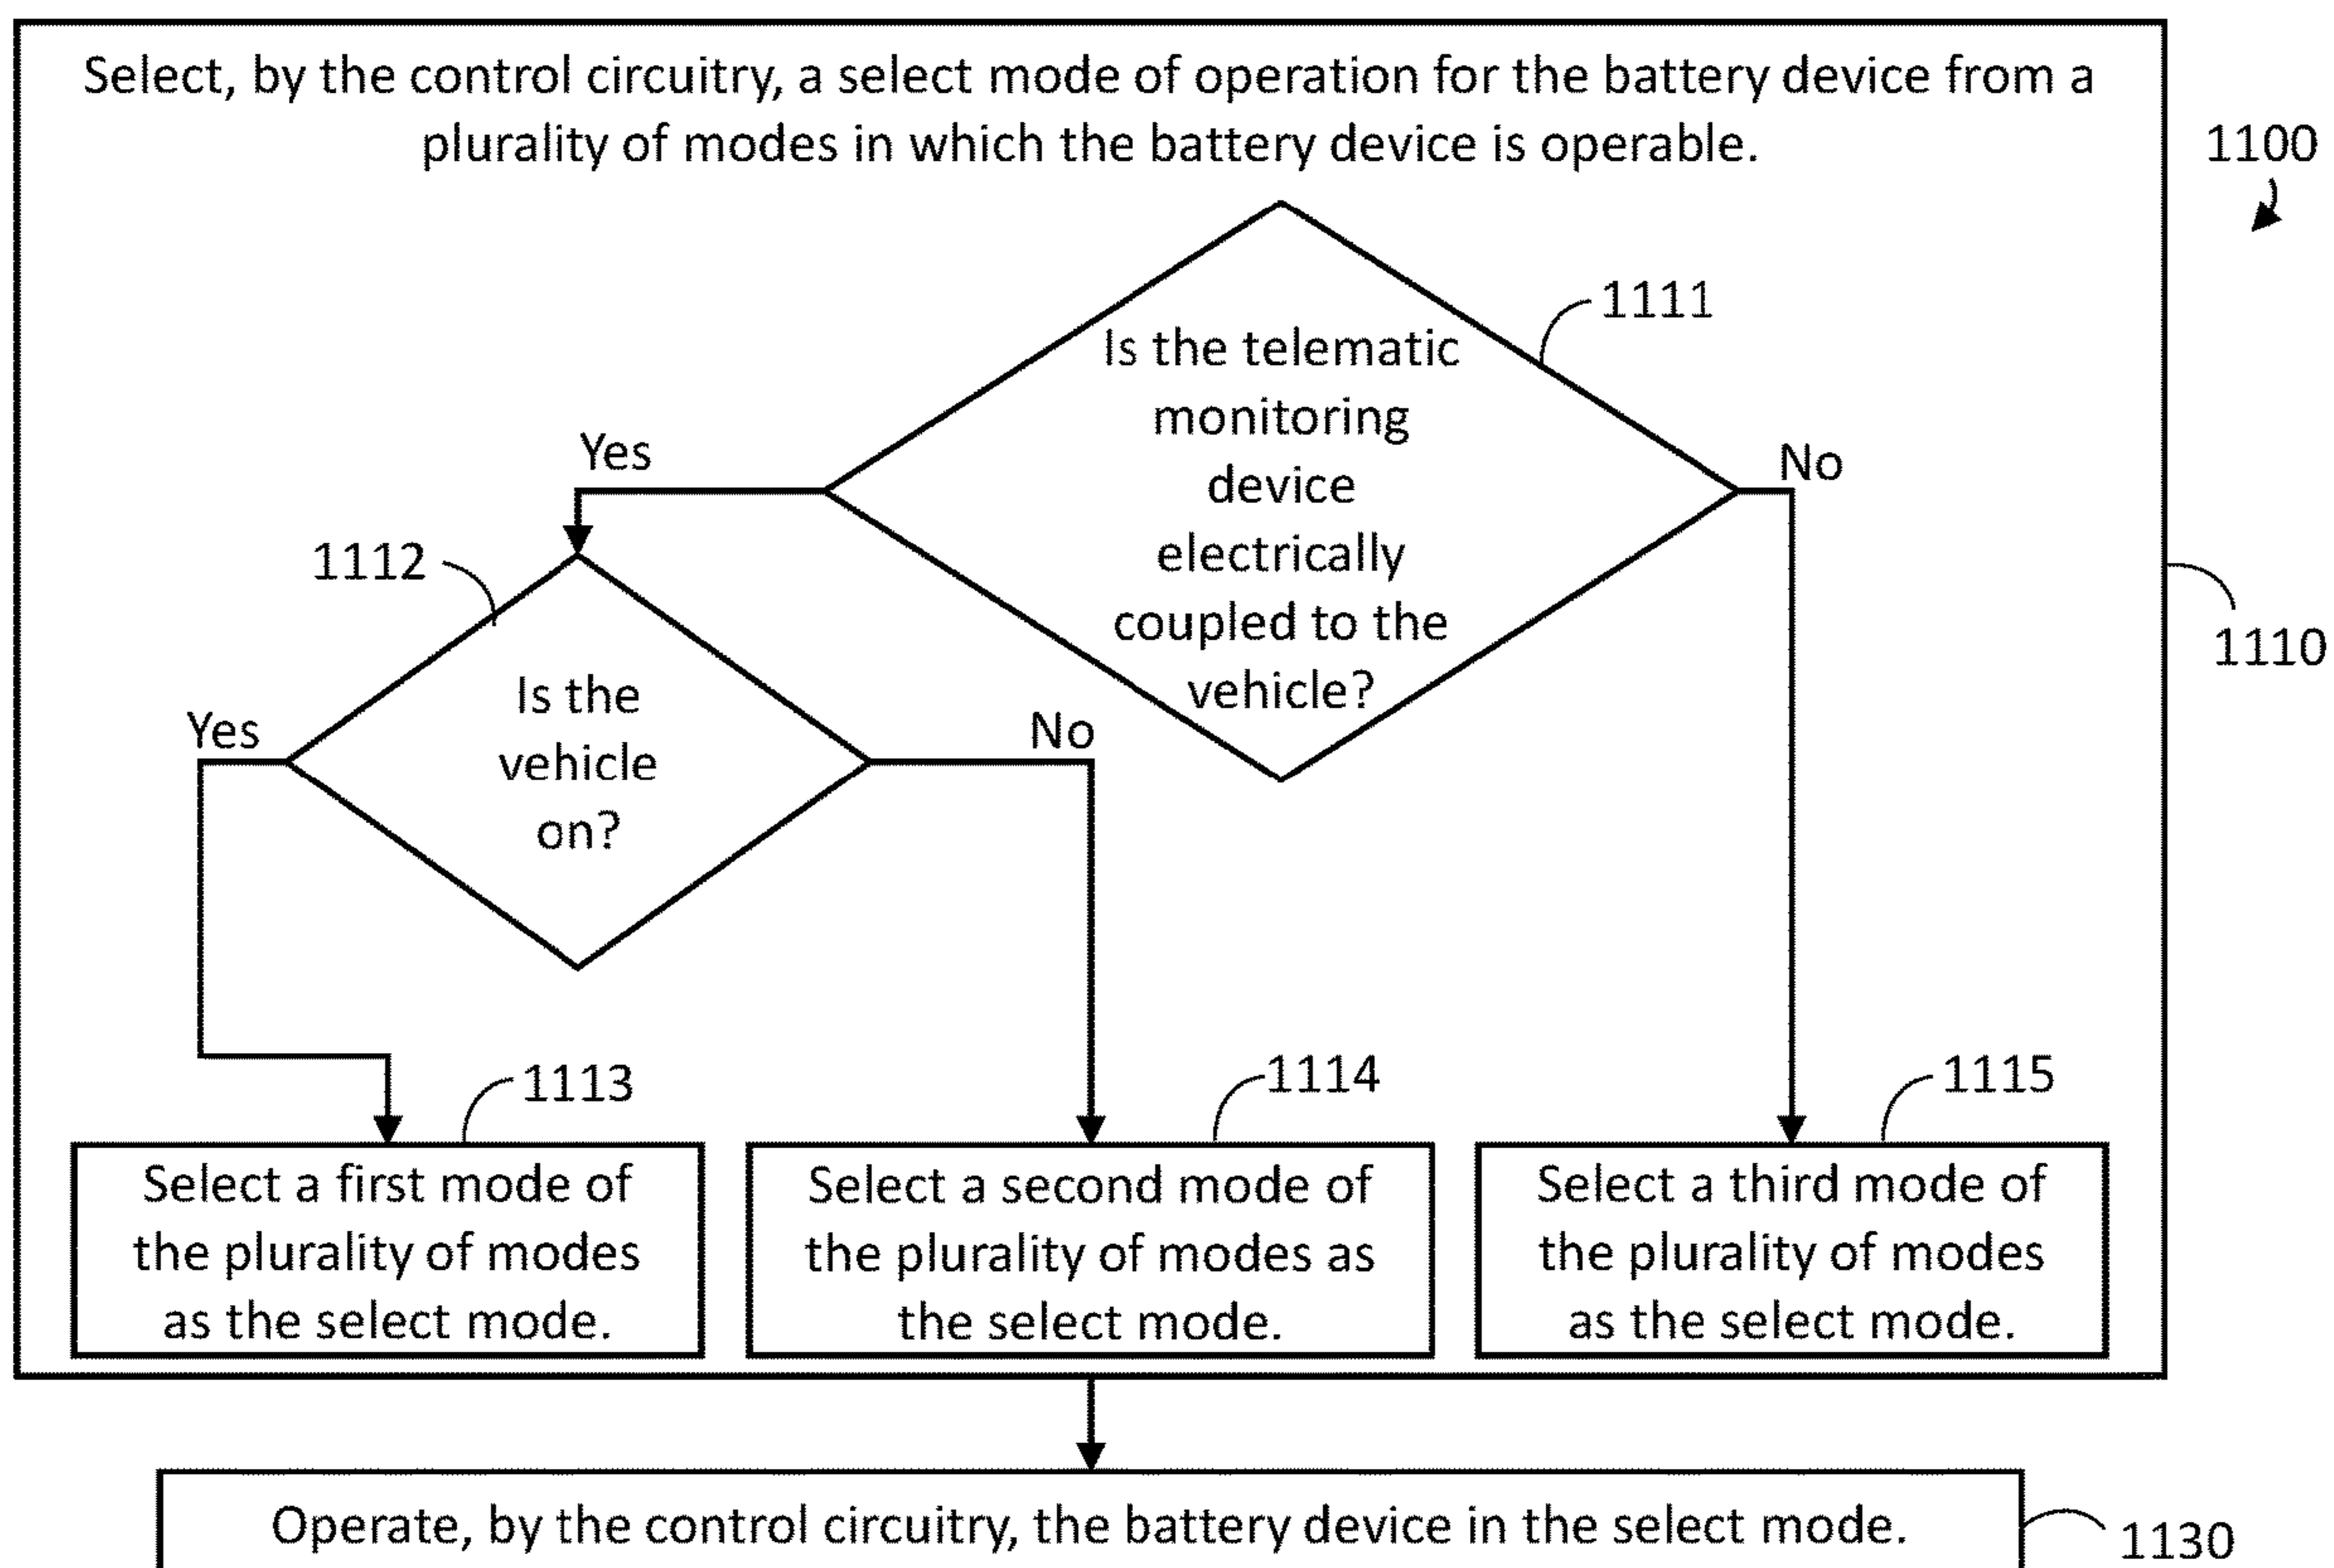 Select, by the control circuitry, a select mode of operation for the battery device from a
plurality of modes in which the battery device is operable.
1100
1111
Is the telematic
monitoring
device
electrically
coupled to the
vehicle?
Yes
No
1112
1110
Is the
vehicle
on?
Yes
No
1113
1114
1115
Select a first mode of
the plurality of modes
as the select mode.
Select a second mode of
the plurality of modes as
the select mode.
Select a third mode of
the plurality of modes
as the select mode.
Operate, by the control circuitry, the battery device in the select mode.
1130